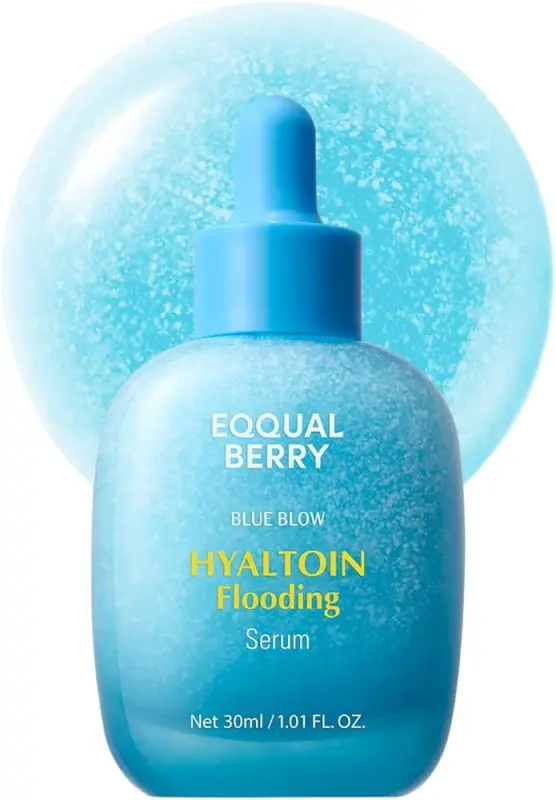 EQQUAL
BERRY
BLUE BLOW
HYALTOIN
Flooding
Serum
Net 30ml / 1.01 FL. OZ.